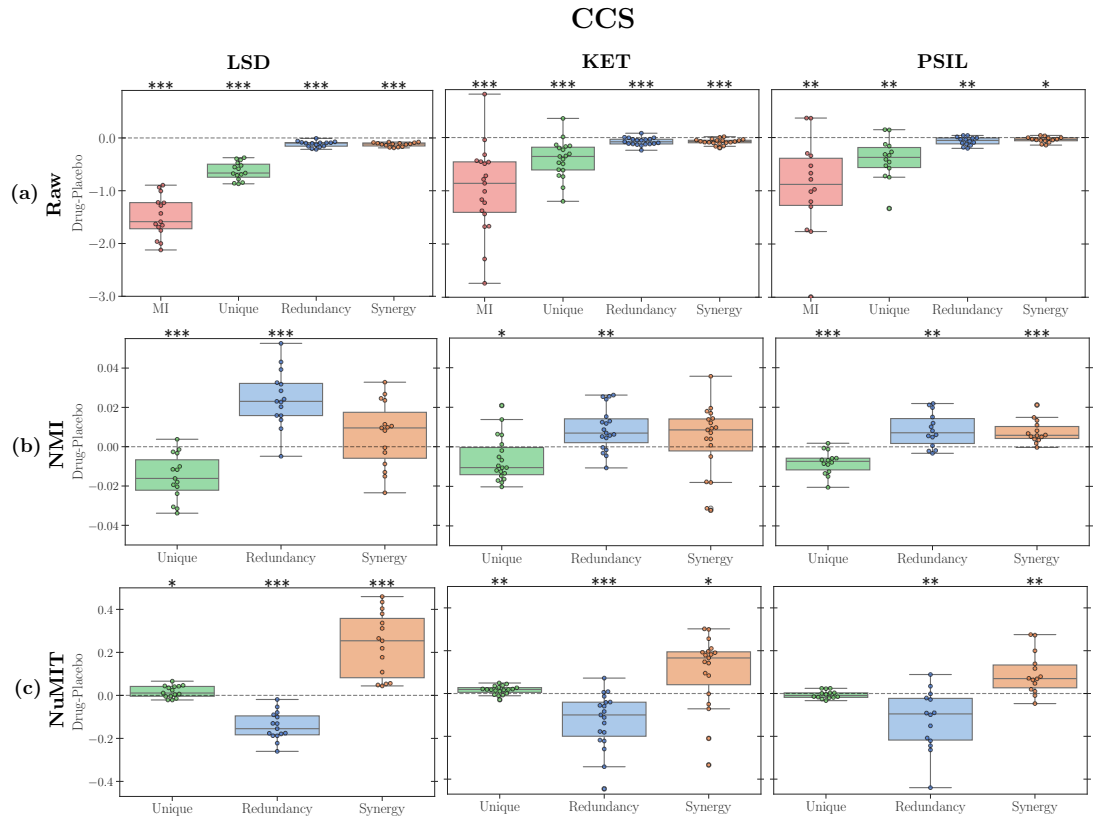 CCS
LSD KET PSIL
*** *** *** *** *** *** *** *** ** ** ** *
(a) Raw
Drug-Placebo
0.0
−1.0
−2.0
−3.0
MI Unique Redundancy Synergy MI Unique Redundancy Synergy MI Unique Redundancy Synergy
*** *** * ** *** ** ***
(b) NMI
Drug-Placebo
0.04
0.02
0.00
−0.02
−0.04
Unique Redundancy Synergy Unique Redundancy Synergy Unique Redundancy Synergy
* *** *** ** *** * ** **
(c) NuMIT
Drug-Placebo
0.4
0.2
0.0
−0.2
−0.4
Unique Redundancy Synergy Unique Redundancy Synergy Unique Redundancy Synergy